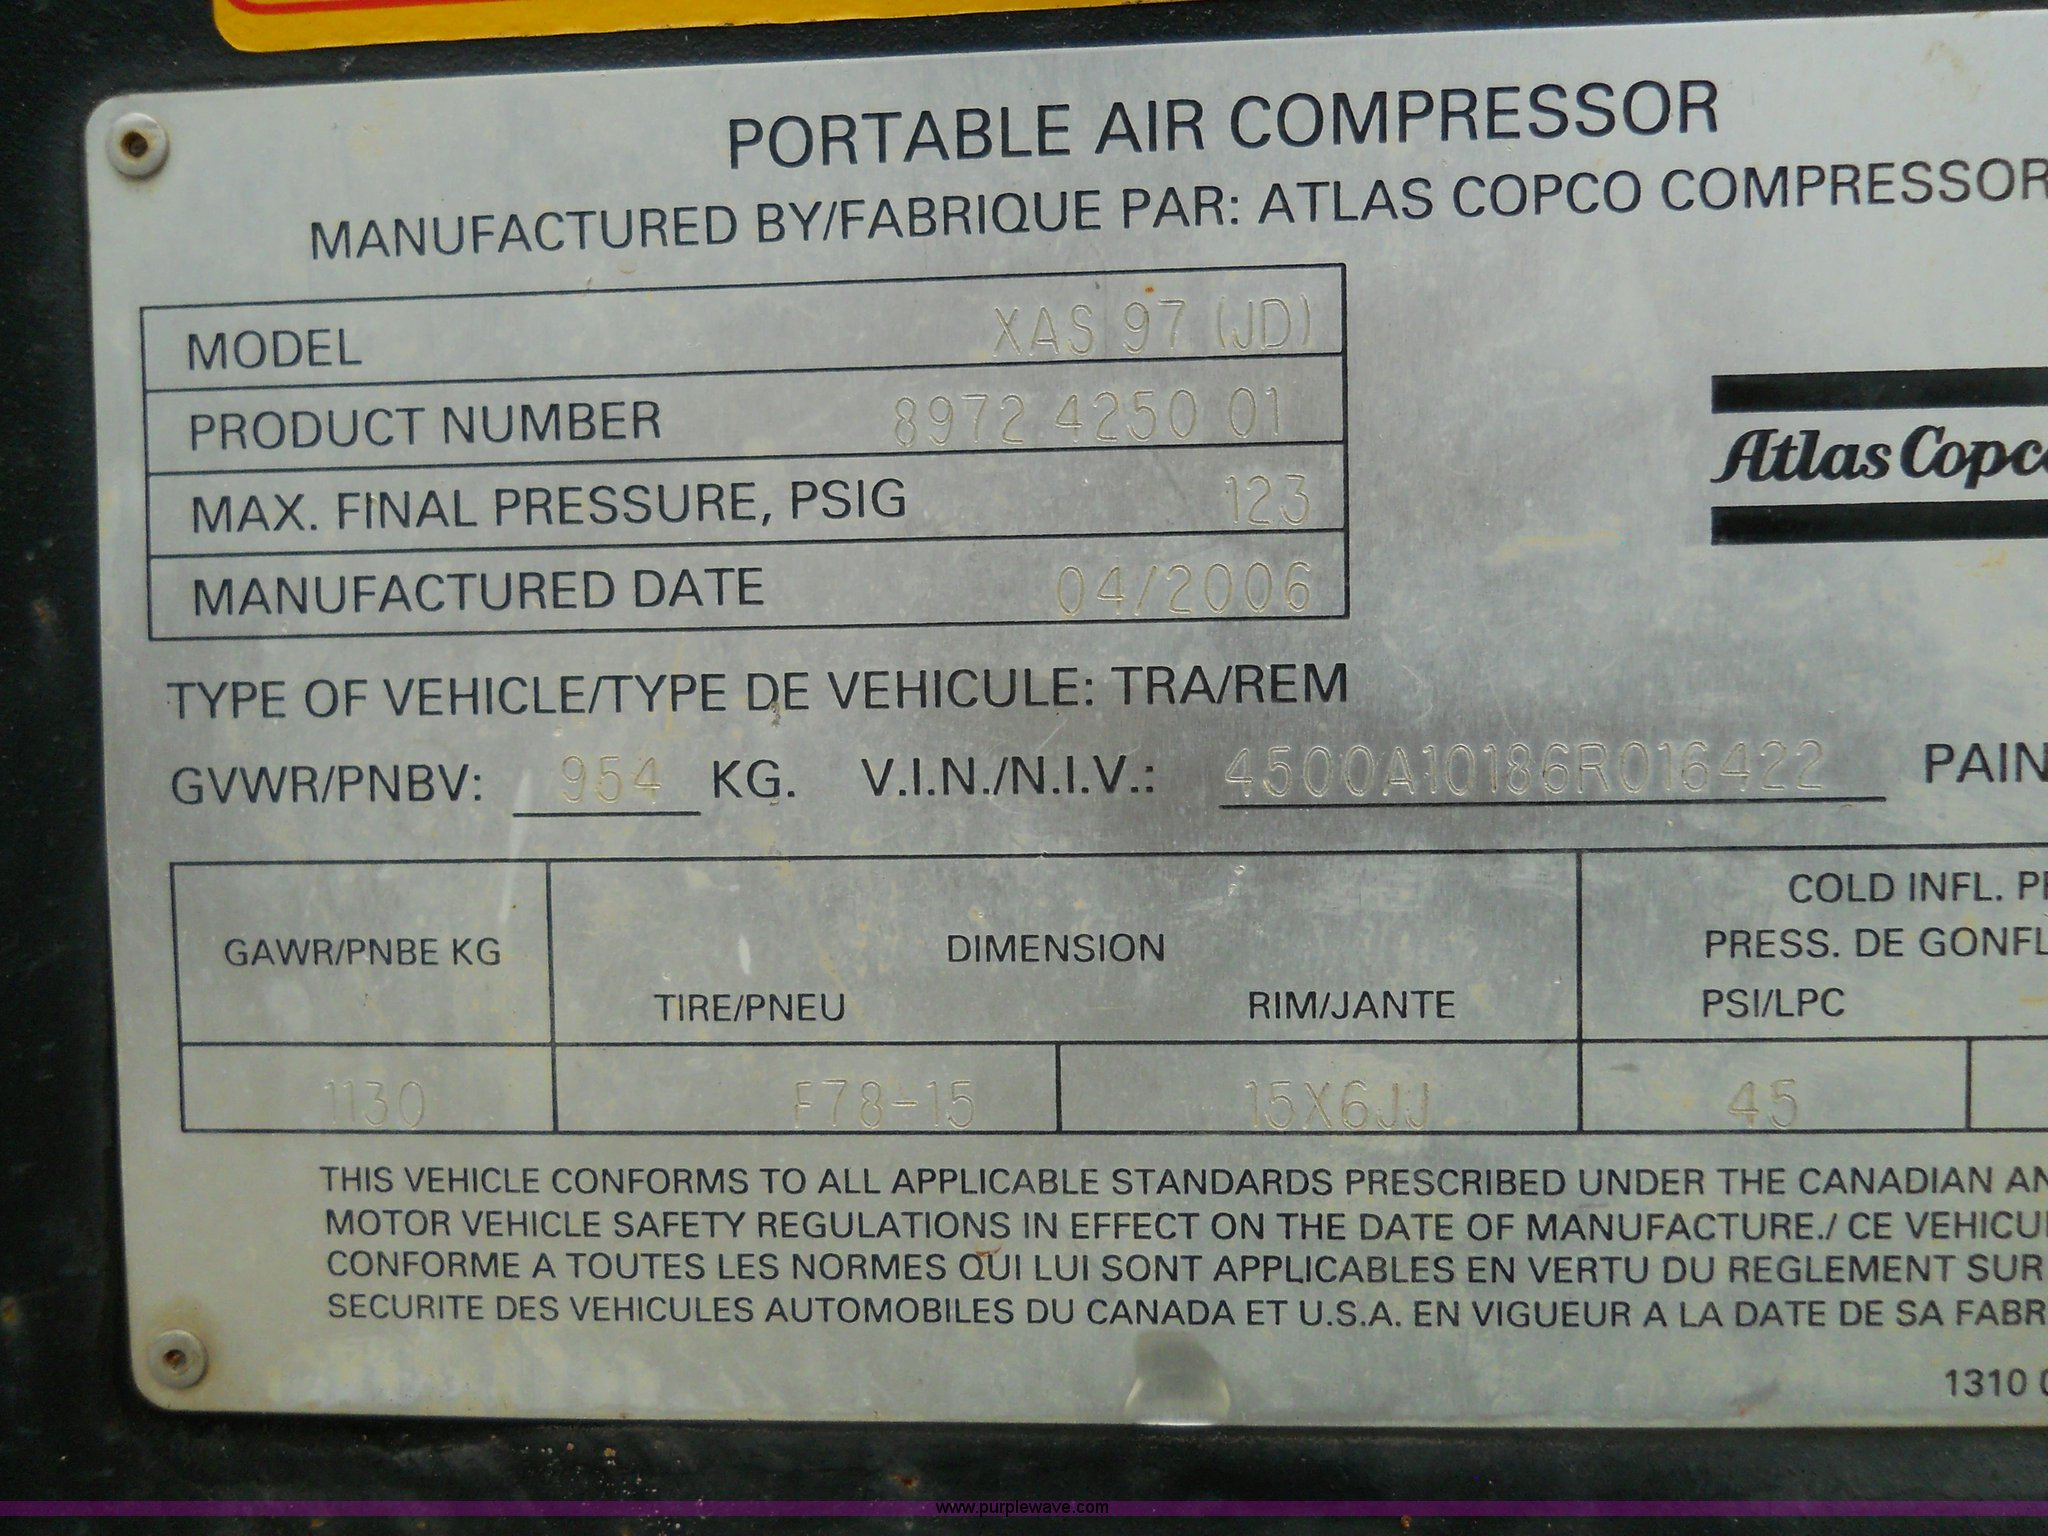 PORTABLE AIR COMPRESSOR
MANUFACTURED BY/FABRIQUE PAR: ATLAS COPCO COMPRESSOR
MODEL XAS 97 (JD)
PRODUCT NUMBER 8972 4250 01
MAX. FINAL PRESSURE, PSIG 123
MANUFACTURED DATE 04/2006
Atlas Copco
TYPE OF VEHICLE/TYPE DE VEHICULE: TRA/REM
GVWR/PNBV: 954 KG. V.I.N./N.I.V.: 4500A10186R016422 PAIN
COLD INFL. PR
GAWR/PNBE KG DIMENSION PRESS. DE GONFL
TIRE/PNEU RIM/JANTE PSI/LPC
1130 F78-15 15X6JJ 45
THIS VEHICLE CONFORMS TO ALL APPLICABLE STANDARDS PRESCRIBED UNDER THE CANADIAN AN
MOTOR VEHICLE SAFETY REGULATIONS IN EFFECT ON THE DATE OF MANUFACTURE./ CE VEHICU
CONFORME A TOUTES LES NORMES QUI LUI SONT APPLICABLES EN VERTU DU REGLEMENT SUR
SECURITE DES VEHICULES AUTOMOBILES DU CANADA ET U.S.A. EN VIGUEUR A LA DATE DE SA FABR
1310
www.purplewave.com